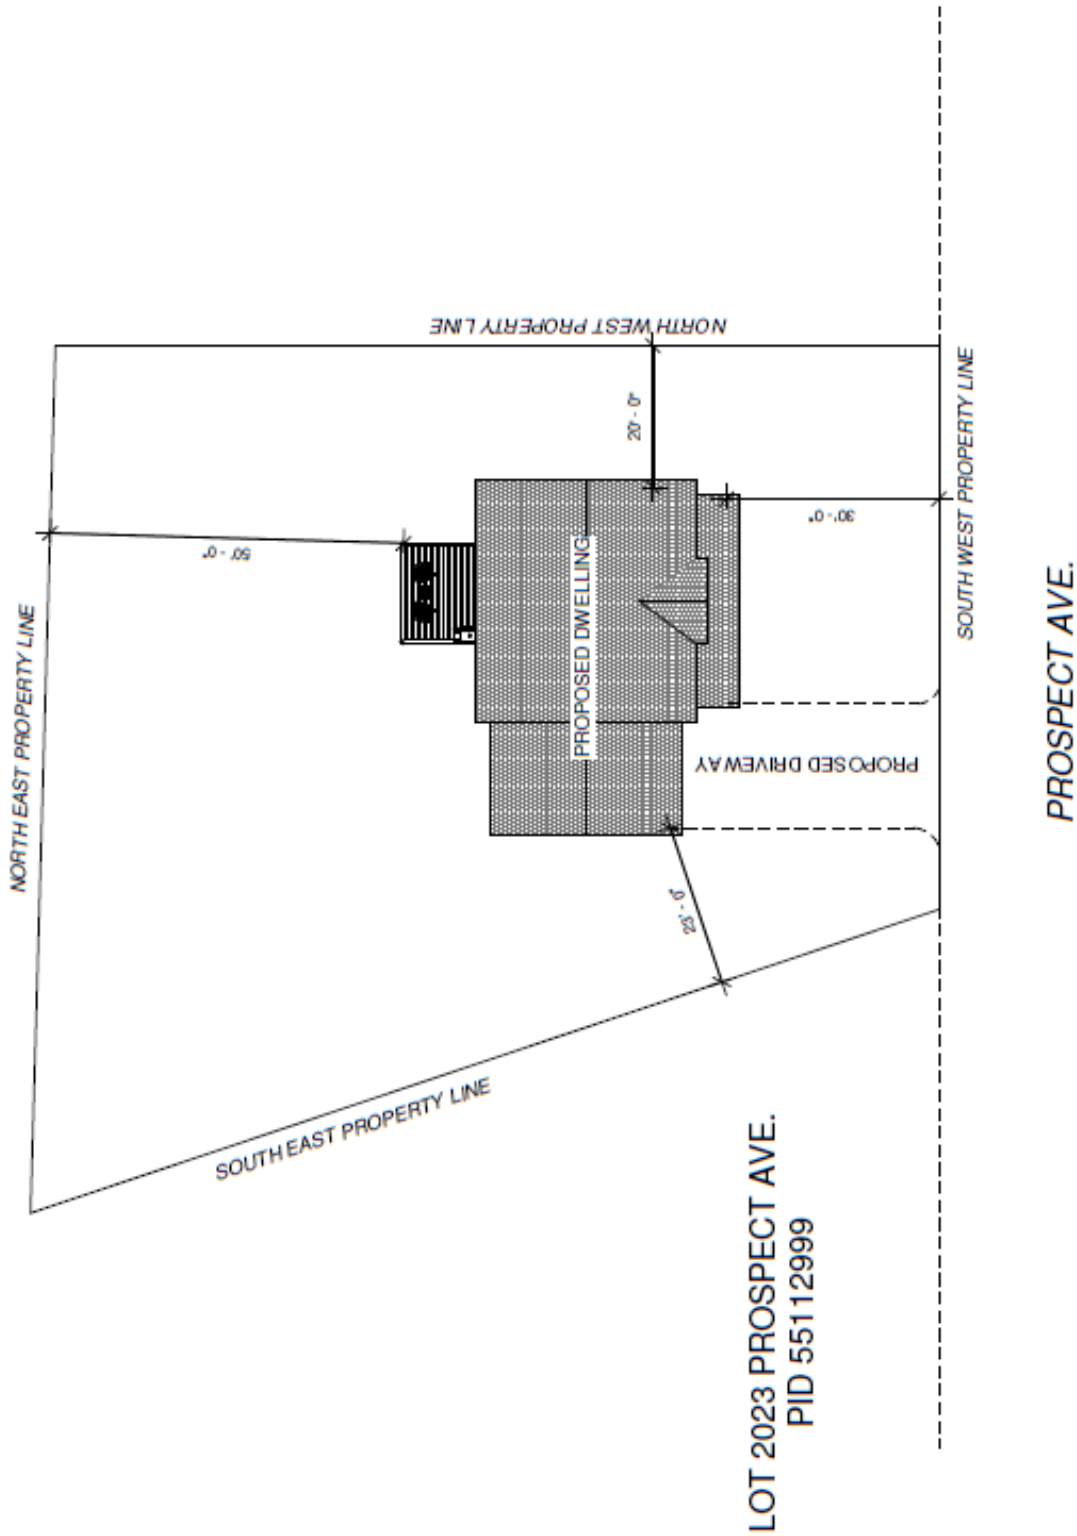 NORTH EAST PROPERTY LINE
50' - 0"
NORTH WEST PROPERTY LINE
20' - 0"
PROPOSED DWELLING
30' - 0"
SOUTH WEST PROPERTY LINE
PROPOSED DRIVEWAY
23' - 6"
SOUTH EAST PROPERTY LINE
PROSPECT AVE.
LOT 2023 PROSPECT AVE.
PID 55112999